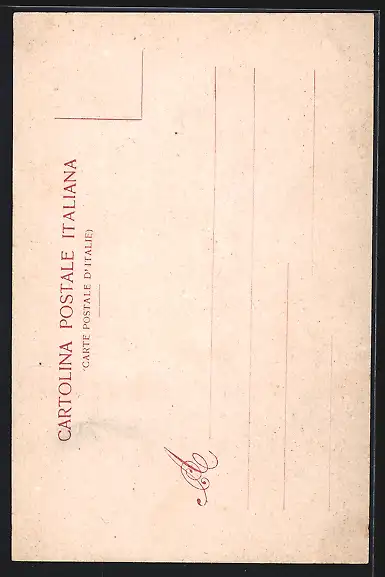 CARTOLINA POSTALE ITALIANA
(CARTE POSTALE D'ITALIE)
A